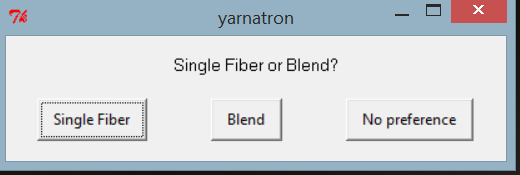 yarnatron
Single Fiber or Blend?
Single Fiber Blend No preference